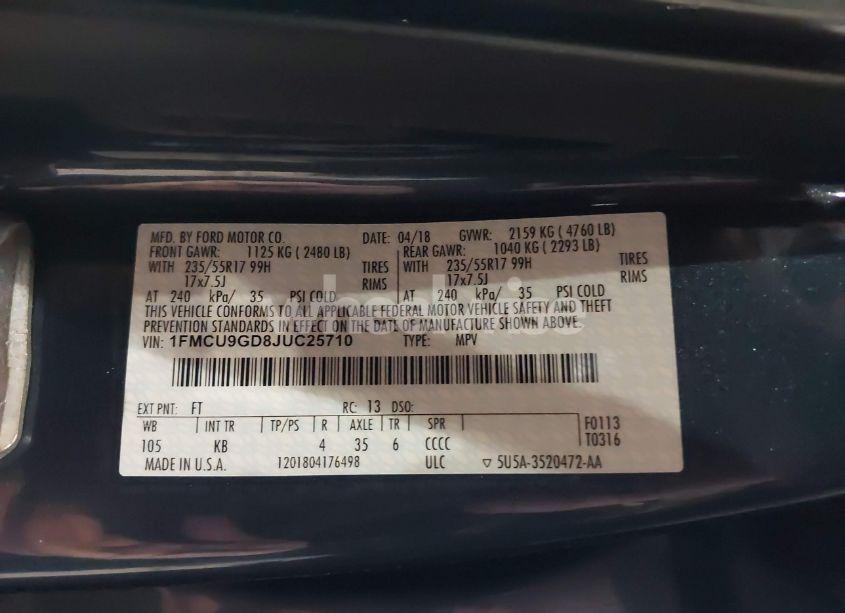 MFD. BY FORD MOTOR CO. DATE: 04/18 GVWR: 2159 KG ( 4760 LB)
FRONT GAWR: 1125 KG ( 2480 LB) REAR GAWR: 1040 KG ( 2293 LB)
WITH 235/55R17 99H TIRES WITH 235/55R17 99H TIRES
17x7.5J RIMS 17x7.5J RIMS
AT 240 kPa/ 35 PSI COLD AT 240 kPa/ 35 PSI COLD
THIS VEHICLE CONFORMS TO ALL APPLICABLE FEDERAL MOTOR VEHICLE SAFETY AND THEFT
PREVENTION STANDARDS IN EFFECT ON THE DATE OF MANUFACTURE SHOWN ABOVE.
VIN: 1FMCU9GD8JUC25710 TYPE: MPV
EXT PNT: FT RC: 13 DSO:
WB INT TR TP/PS R AXLE TR SPR F0113
105 KB 4 35 6 CCCC T0316
MADE IN U.S.A. 1201804176498 ULC ▽ 5U5A-3520472-AA